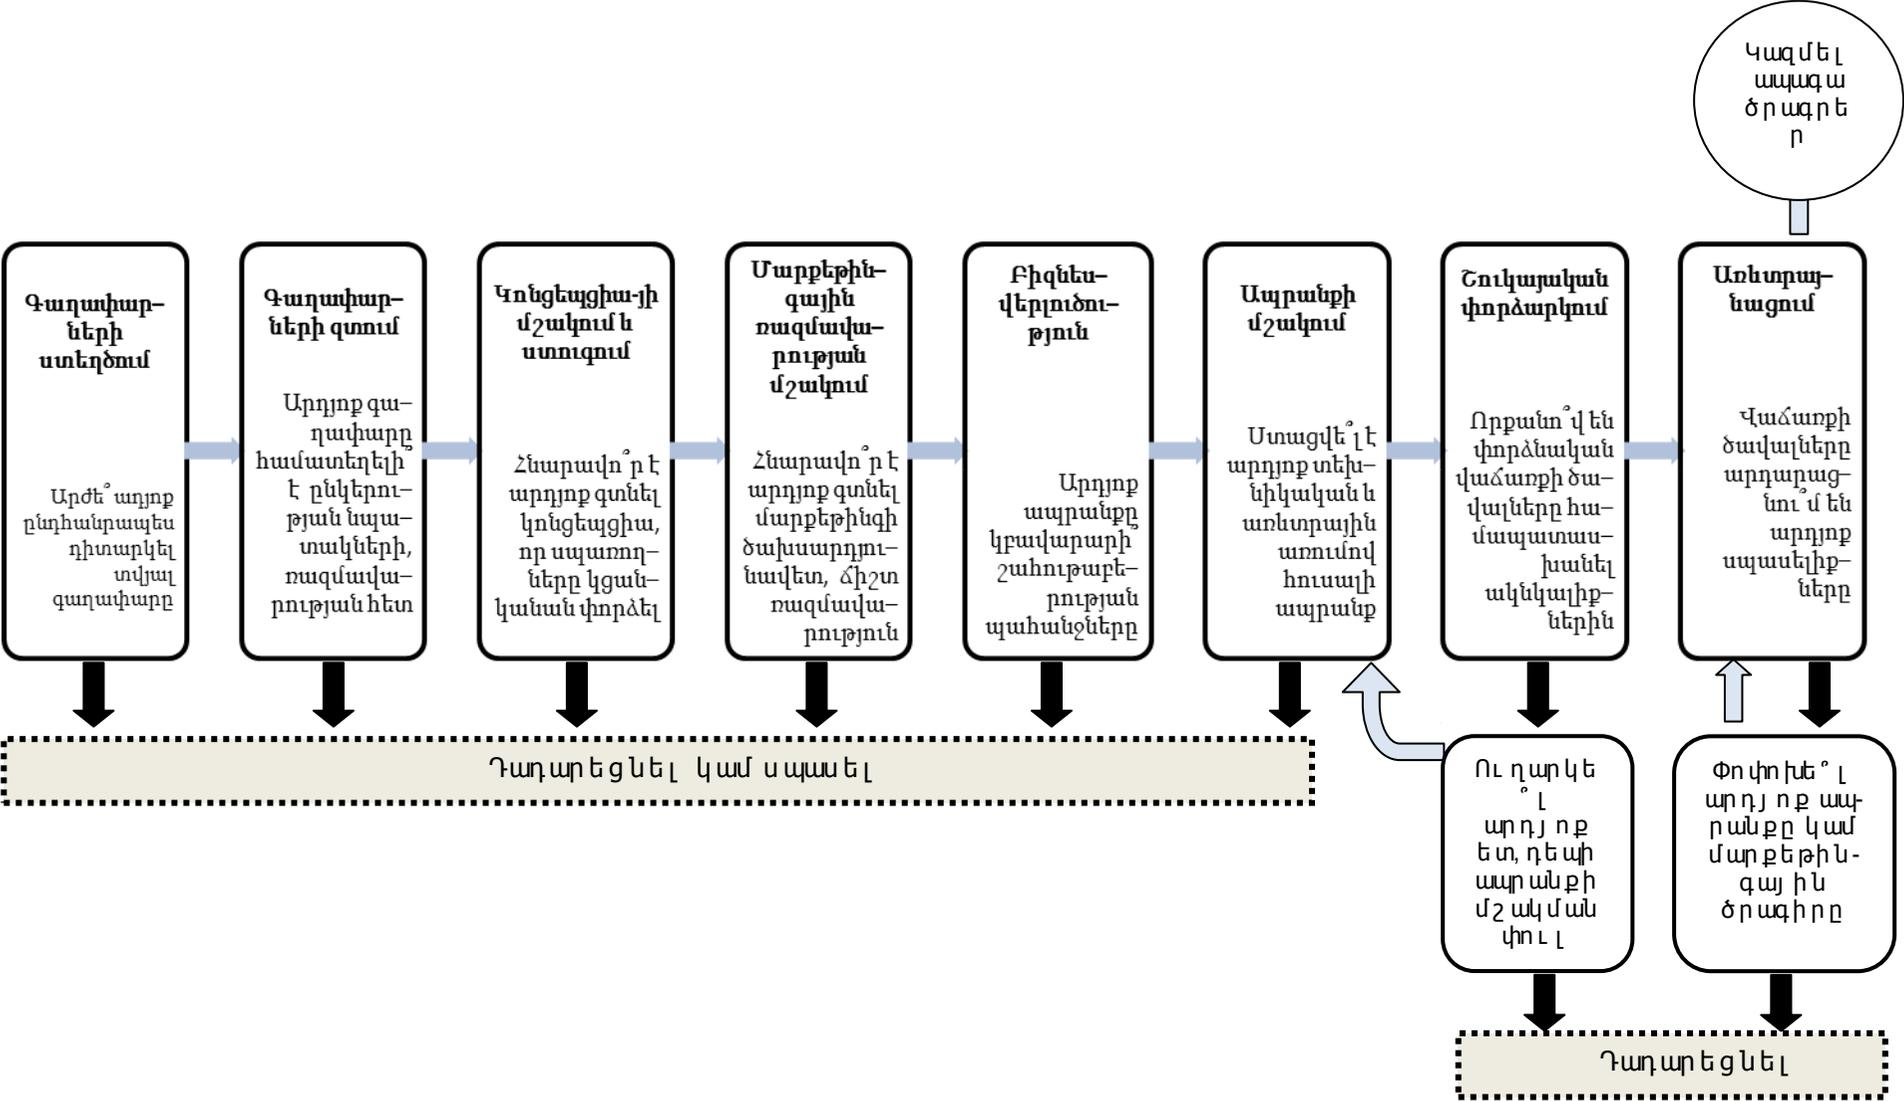 Կազմել
ապագա
ծրագրե
ր
Գաղափար–
ների
ստեղծում
Արժե՞ ադյոք
ընդհանրապես
դիտարկել
տվյալ
գաղափարը
Գաղափար–
ների զտում
Արդյոք գա–
ղափարը
համատեղելի՞
է ընկերու–
թյան նպա–
տակների,
ռազմավա–
րության հետ
Կոնցեպցիա-յի
մշակում և
ստուգում
Հնարավո՞ր է
արդյոք գտնել
կոնցեպցիա,
որ սպառող–
ները կցան–
կանան փորձել
Մարքեթին–
գային
ռազմավա–
րության
մշակում
Հնարավո՞ր է
արդյոք գտնել
մարքեթինգի
ծախսարդյու–
նավետ, ճիշտ
ռազմավա–
րություն
Բիզնես–
վերլուծու–
թյուն
Արդյոք
ապրանքը
կբավարարի՞
շահութաբե–
րության
պահանջները
Ապրանքի
մշակում
Ստացվե՞լ է
արդյոք տեխ–
նիկական և
առևտրային
առումով
հուսալի
ապրանք
Շուկայական
փորձարկում
Որքանո՞վ են
փորձնական
վաճառքի ծա–
վալները հա–
մապատաս–
խանել
ակնկալիք–
ներին
Առևտրայ–
նացում
Վաճառքի
ծավալները
արդարաց–
նու՞մ են
արդյոք
սպասելիք–
ները
Դադարեցնել կամ սպասել
Ուղարկե
՞լ
արդյոք
ետ, դեպի
ապրանքի
մշակման
փուլ
Փոփոխե՞լ
արդյոք ապ-
րանքը կամ
մարքեթին-
գային
ծրագիրը
Դադարեցնել